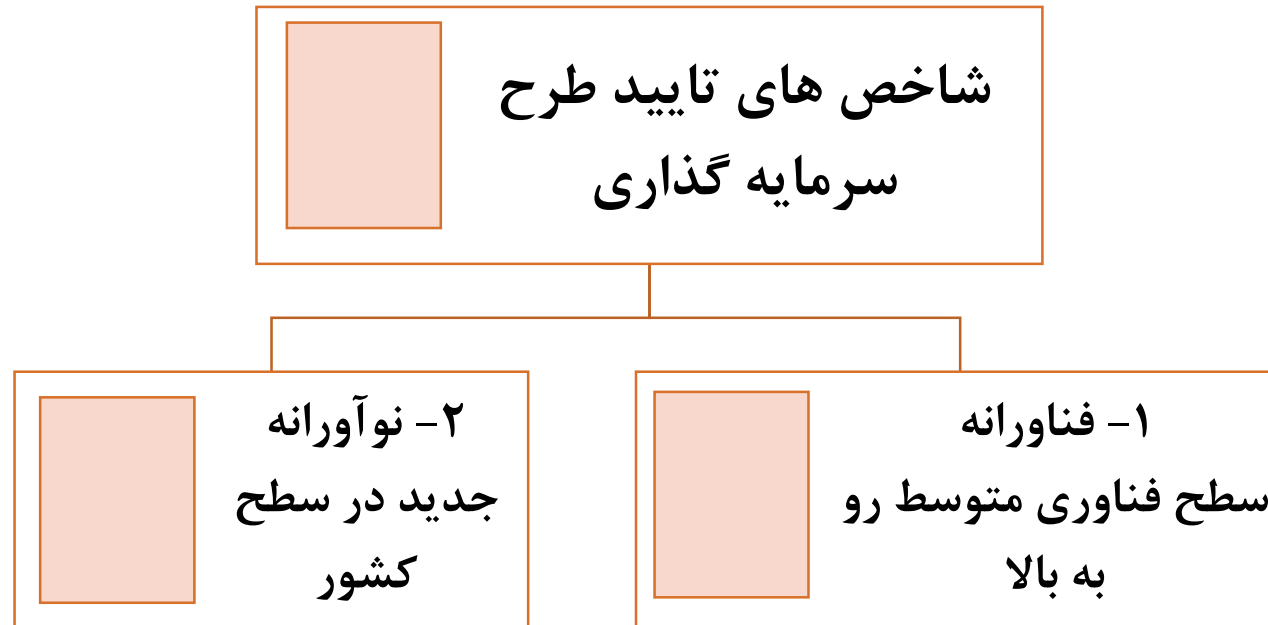 شاخص های تایید طرح
سرمایه گذاری
۱- فناورانه
سطح فناوری متوسط رو
به بالا
۲- نوآورانه
جدید در سطح
کشور